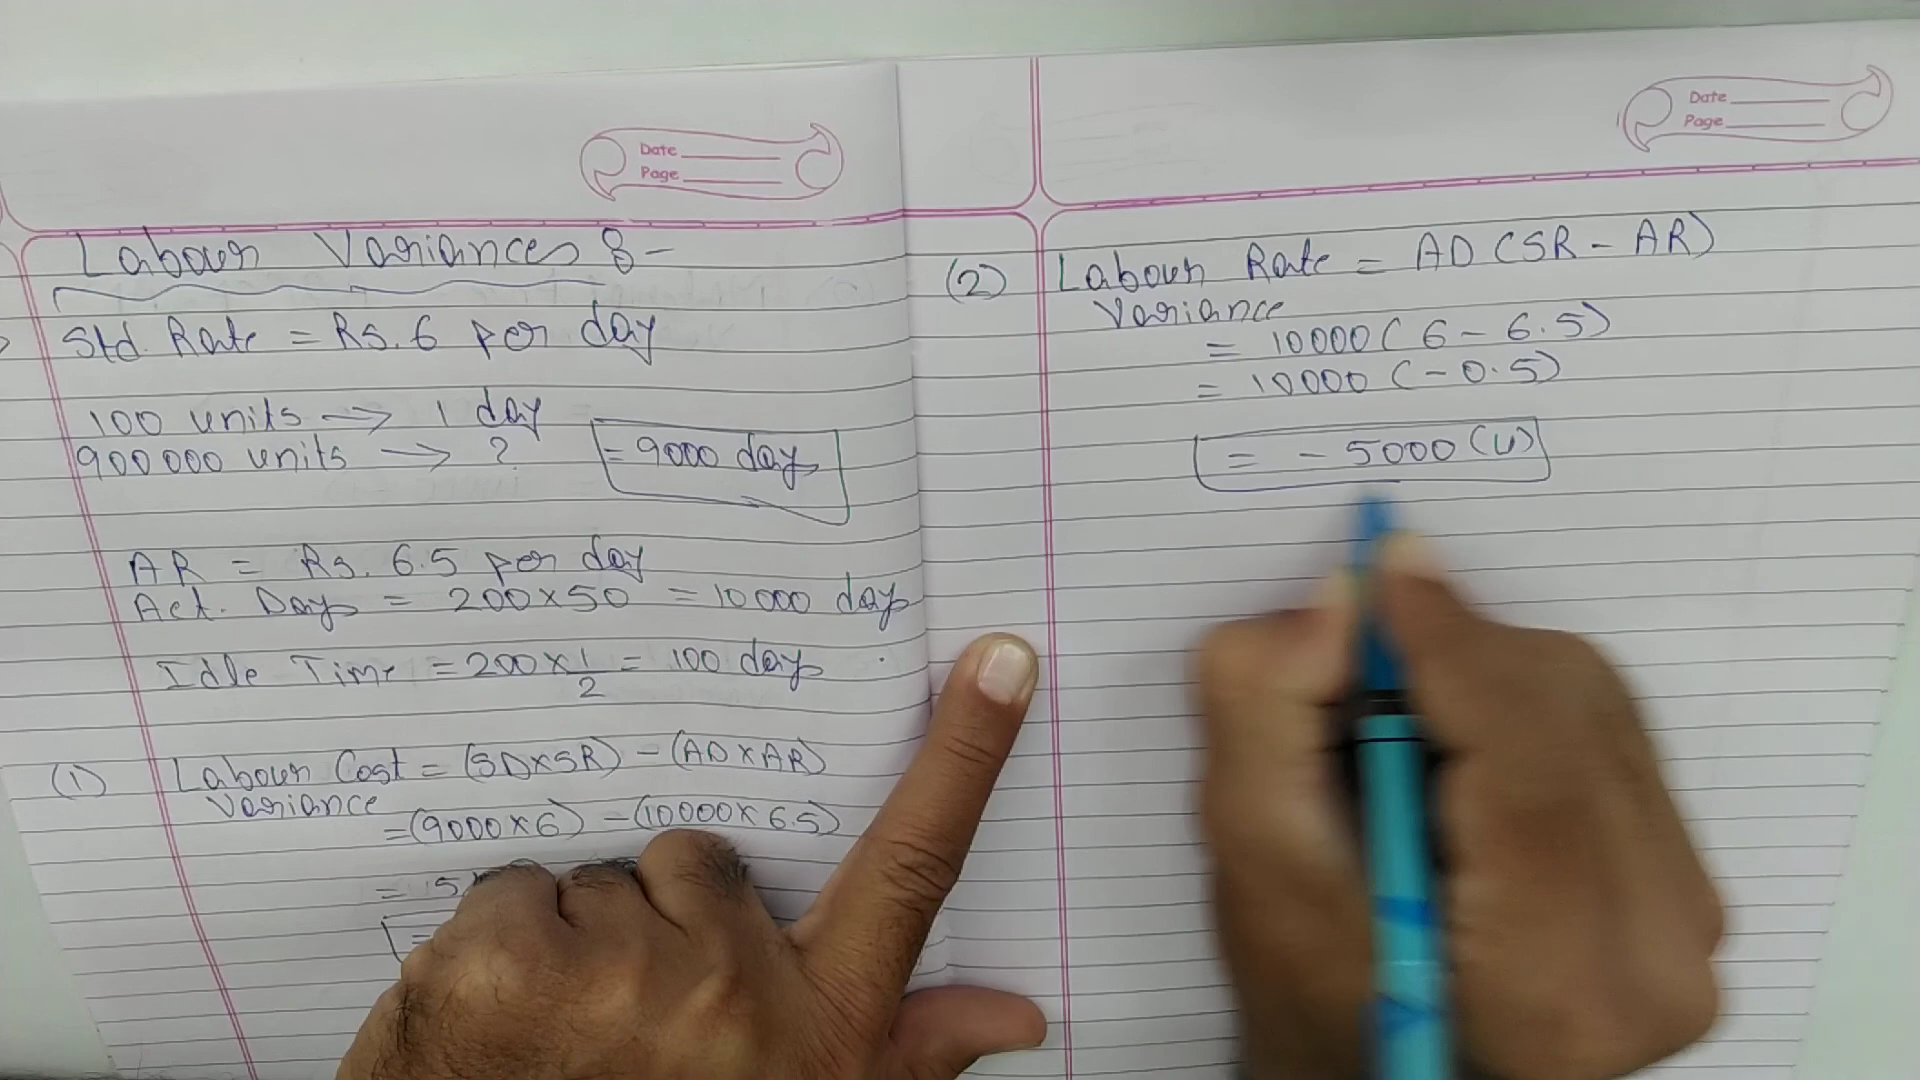 Date
Page
Labour Variances :-
Std. Rate = Rs. 6 per day
100 units → 1 day
900000 units → ? = 9000 days
AR = Rs. 6.5 per day
Act. Days = 200 x 50 = 10000 days
Idle Time = 200 x 1/2 = 100 days
(1) Labour Cost = (SD x SR) - (AD x AR)
Variance
= (9000 x 6) - (10000 x 6.5)
Date
Page
(2) Labour Rate = AD (SR - AR)
Variance
= 10000 (6 - 6.5)
= 10000 (-0.5)
= - 5000 (U)